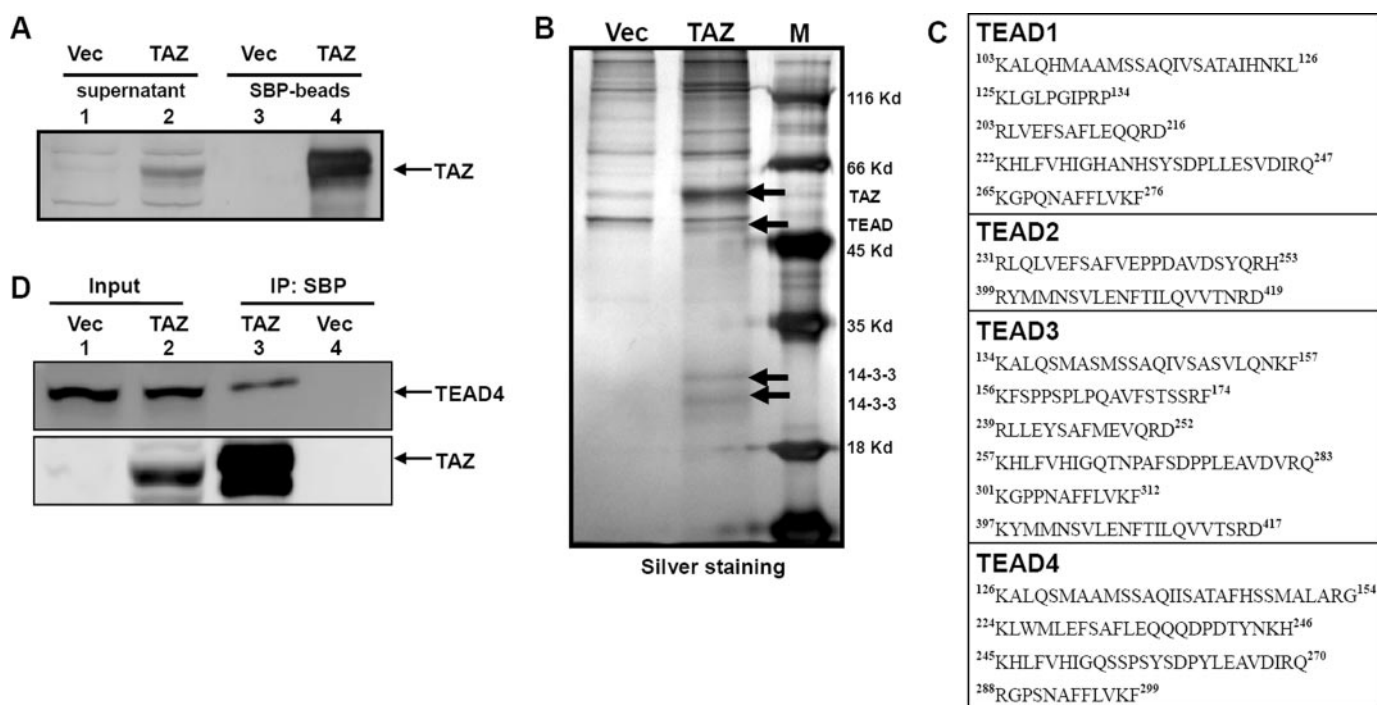 A
Vec TAZ Vec TAZ
supernatant SBP-beads
1 2 3 4
TAZ
B
Vec TAZ M
116 Kd
66 Kd
TAZ
TEAD
45 Kd
35 Kd
14-3-3
14-3-3
18 Kd
Silver staining
C
TEAD1
103KALQHMAAMSSAQIVSATAIHNKL126
125KLGLPGIPRP134
203RLVEFSAFLEQQRD216
222KHLFVHIGHANHSYSDPLLESVDIRQ247
265KGPQNAFFLVKF276
TEAD2
231RLQLVEFSAFVEPPDAVDSYQRH253
399RYMMNSVLENFTILQVVTNRD419
TEAD3
134KALQSMASMSSAQIVSASVLQNKF157
156KFSPPSPLPQAVFSTSSRF174
239RLLEYSAFMEVQRD252
257KHLFVHIGQTNPAFSDPPLEAVDVRQ283
301KGPPNAFFLVKF312
397KYMMNSVLENFTILQVVTSRD417
TEAD4
126KALQSMAAMSSAQIISATAFHSSMALARG154
224KLWMLEFSAFLEQQQDPDTYNKH246
245KHLFVHIGQSSPSYSDPYLEAVDIRQ270
288RGPSNAFFLVKF299
D
Input IP: SBP
Vec TAZ TAZ Vec
1 2 3 4
TEAD4
TAZ